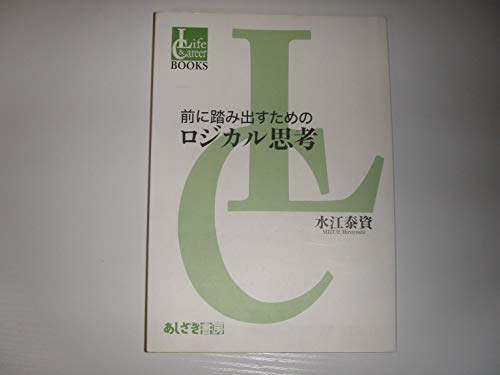 Life
& Career
BOOKS
前に踏み出すための
ロジカル思考
LC
水江泰資
MIZUE Hiroyoshi
あしざき書房